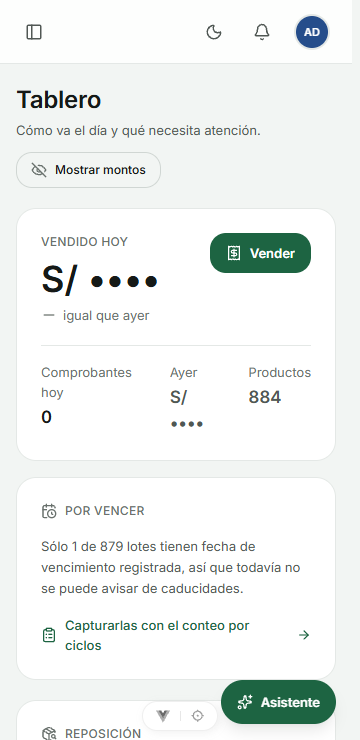 AD
Tablero
Cómo va el día y qué necesita atención.
Mostrar montos
VENDIDO HOY
Vender
S/ ••••
— igual que ayer
Comprobantes
hoy
0
Ayer
S/
••••
Productos
884
POR VENCER
Sólo 1 de 879 lotes tienen fecha de
vencimiento registrada, así que todavía no
se puede avisar de caducidades.
Capturarlas con el conteo por
ciclos
Asistente
REPOSICIÓN